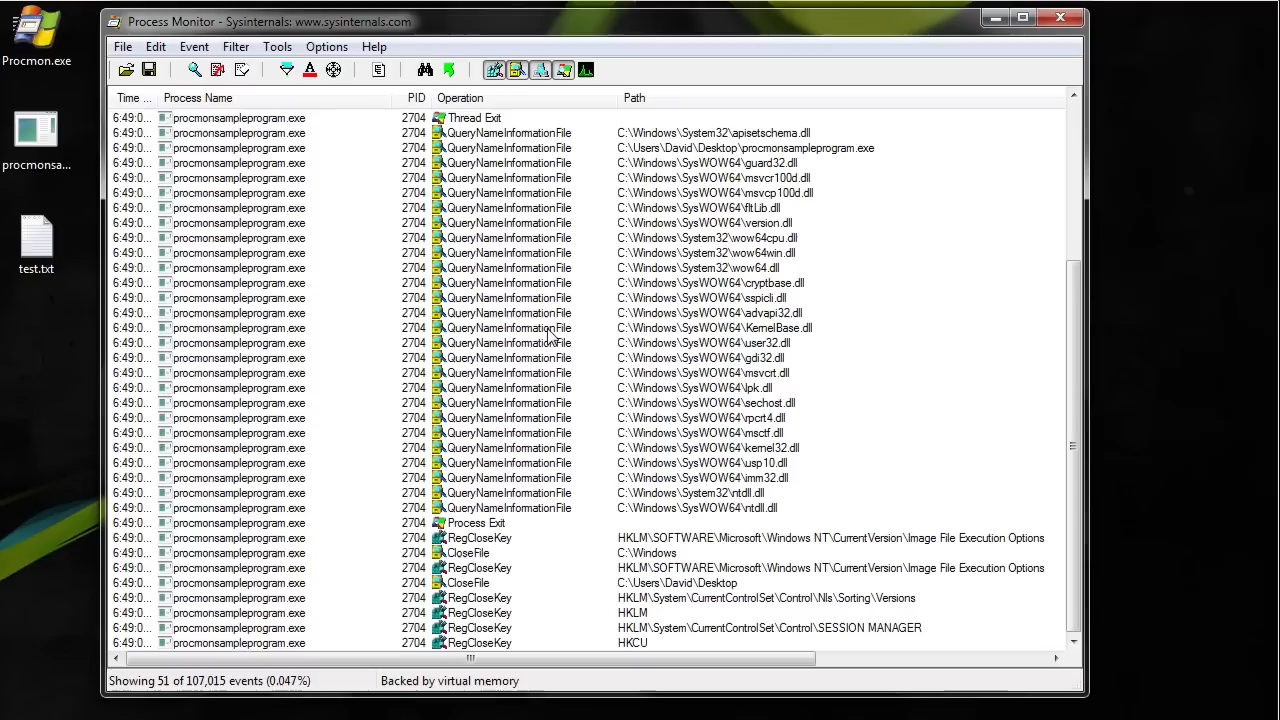 Process Monitor - Sysinternals: www.sysinternals.com
File Edit Event Filter Tools Options Help
Time ... Process Name PID Operation Path
6:49:0... procmonsampleprogram.exe 2704 Thread Exit
6:49:0... procmonsampleprogram.exe 2704 QueryNameInformationFile C:\Windows\System32\apisetschema.dll
6:49:0... procmonsampleprogram.exe 2704 QueryNameInformationFile C:\Users\David\Desktop\procmonsampleprogram.exe
6:49:0... procmonsampleprogram.exe 2704 QueryNameInformationFile C:\Windows\SysWOW64\guard32.dll
6:49:0... procmonsampleprogram.exe 2704 QueryNameInformationFile C:\Windows\SysWOW64\msvcr100d.dll
6:49:0... procmonsampleprogram.exe 2704 QueryNameInformationFile C:\Windows\SysWOW64\msvcp100d.dll
6:49:0... procmonsampleprogram.exe 2704 QueryNameInformationFile C:\Windows\SysWOW64\fltLib.dll
6:49:0... procmonsampleprogram.exe 2704 QueryNameInformationFile C:\Windows\SysWOW64\version.dll
6:49:0... procmonsampleprogram.exe 2704 QueryNameInformationFile C:\Windows\System32\wow64cpu.dll
6:49:0... procmonsampleprogram.exe 2704 QueryNameInformationFile C:\Windows\System32\wow64win.dll
6:49:0... procmonsampleprogram.exe 2704 QueryNameInformationFile C:\Windows\System32\wow64.dll
6:49:0... procmonsampleprogram.exe 2704 QueryNameInformationFile C:\Windows\SysWOW64\cryptbase.dll
6:49:0... procmonsampleprogram.exe 2704 QueryNameInformationFile C:\Windows\SysWOW64\sspicli.dll
6:49:0... procmonsampleprogram.exe 2704 QueryNameInformationFile C:\Windows\SysWOW64\advapi32.dll
6:49:0... procmonsampleprogram.exe 2704 QueryNameInformationFile C:\Windows\SysWOW64\KernelBase.dll
6:49:0... procmonsampleprogram.exe 2704 QueryNameInformationFile C:\Windows\SysWOW64\user32.dll
6:49:0... procmonsampleprogram.exe 2704 QueryNameInformationFile C:\Windows\SysWOW64\gdi32.dll
6:49:0... procmonsampleprogram.exe 2704 QueryNameInformationFile C:\Windows\SysWOW64\msvcrt.dll
6:49:0... procmonsampleprogram.exe 2704 QueryNameInformationFile C:\Windows\SysWOW64\lpk.dll
6:49:0... procmonsampleprogram.exe 2704 QueryNameInformationFile C:\Windows\SysWOW64\sechost.dll
6:49:0... procmonsampleprogram.exe 2704 QueryNameInformationFile C:\Windows\SysWOW64\rpcrt4.dll
6:49:0... procmonsampleprogram.exe 2704 QueryNameInformationFile C:\Windows\SysWOW64\msctf.dll
6:49:0... procmonsampleprogram.exe 2704 QueryNameInformationFile C:\Windows\SysWOW64\kernel32.dll
6:49:0... procmonsampleprogram.exe 2704 QueryNameInformationFile C:\Windows\SysWOW64\usp10.dll
6:49:0... procmonsampleprogram.exe 2704 QueryNameInformationFile C:\Windows\SysWOW64\imm32.dll
6:49:0... procmonsampleprogram.exe 2704 QueryNameInformationFile C:\Windows\System32\ntdll.dll
6:49:0... procmonsampleprogram.exe 2704 QueryNameInformationFile C:\Windows\SysWOW64\ntdll.dll
6:49:0... procmonsampleprogram.exe 2704 Process Exit
6:49:0... procmonsampleprogram.exe 2704 RegCloseKey HKLM\SOFTWARE\Microsoft\Windows NT\CurrentVersion\Image File Execution Options
6:49:0... procmonsampleprogram.exe 2704 CloseFile C:\Windows
6:49:0... procmonsampleprogram.exe 2704 RegCloseKey HKLM\SOFTWARE\Microsoft\Windows NT\CurrentVersion\Image File Execution Options
6:49:0... procmonsampleprogram.exe 2704 CloseFile C:\Users\David\Desktop
6:49:0... procmonsampleprogram.exe 2704 RegCloseKey HKLM\System\CurrentControlSet\Control\Nls\Sorting\Versions
6:49:0... procmonsampleprogram.exe 2704 RegCloseKey HKLM
6:49:0... procmonsampleprogram.exe 2704 RegCloseKey HKLM\System\CurrentControlSet\Control\SESSION MANAGER
6:49:0... procmonsampleprogram.exe 2704 RegCloseKey HKCU
Showing 51 of 107,015 events (0.047%) Backed by virtual memory
Procmon.exe
procmonsa...
test.txt